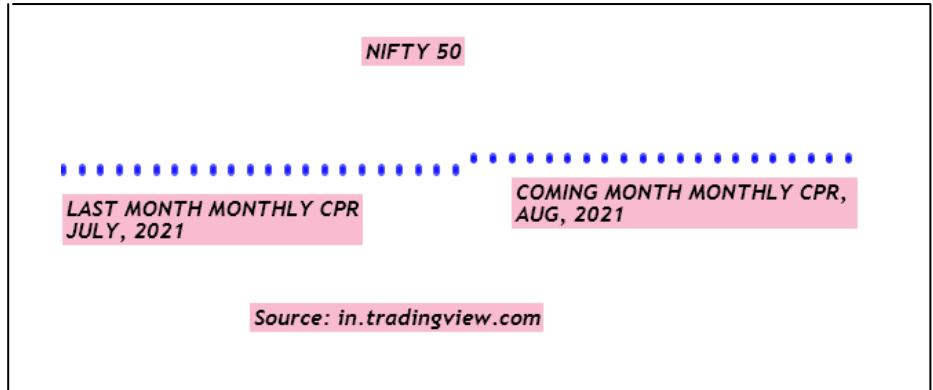 NIFTY 50
LAST MONTH MONTHLY CPR
JULY, 2021
COMING MONTH MONTHLY CPR,
AUG, 2021
Source: in.tradingview.com